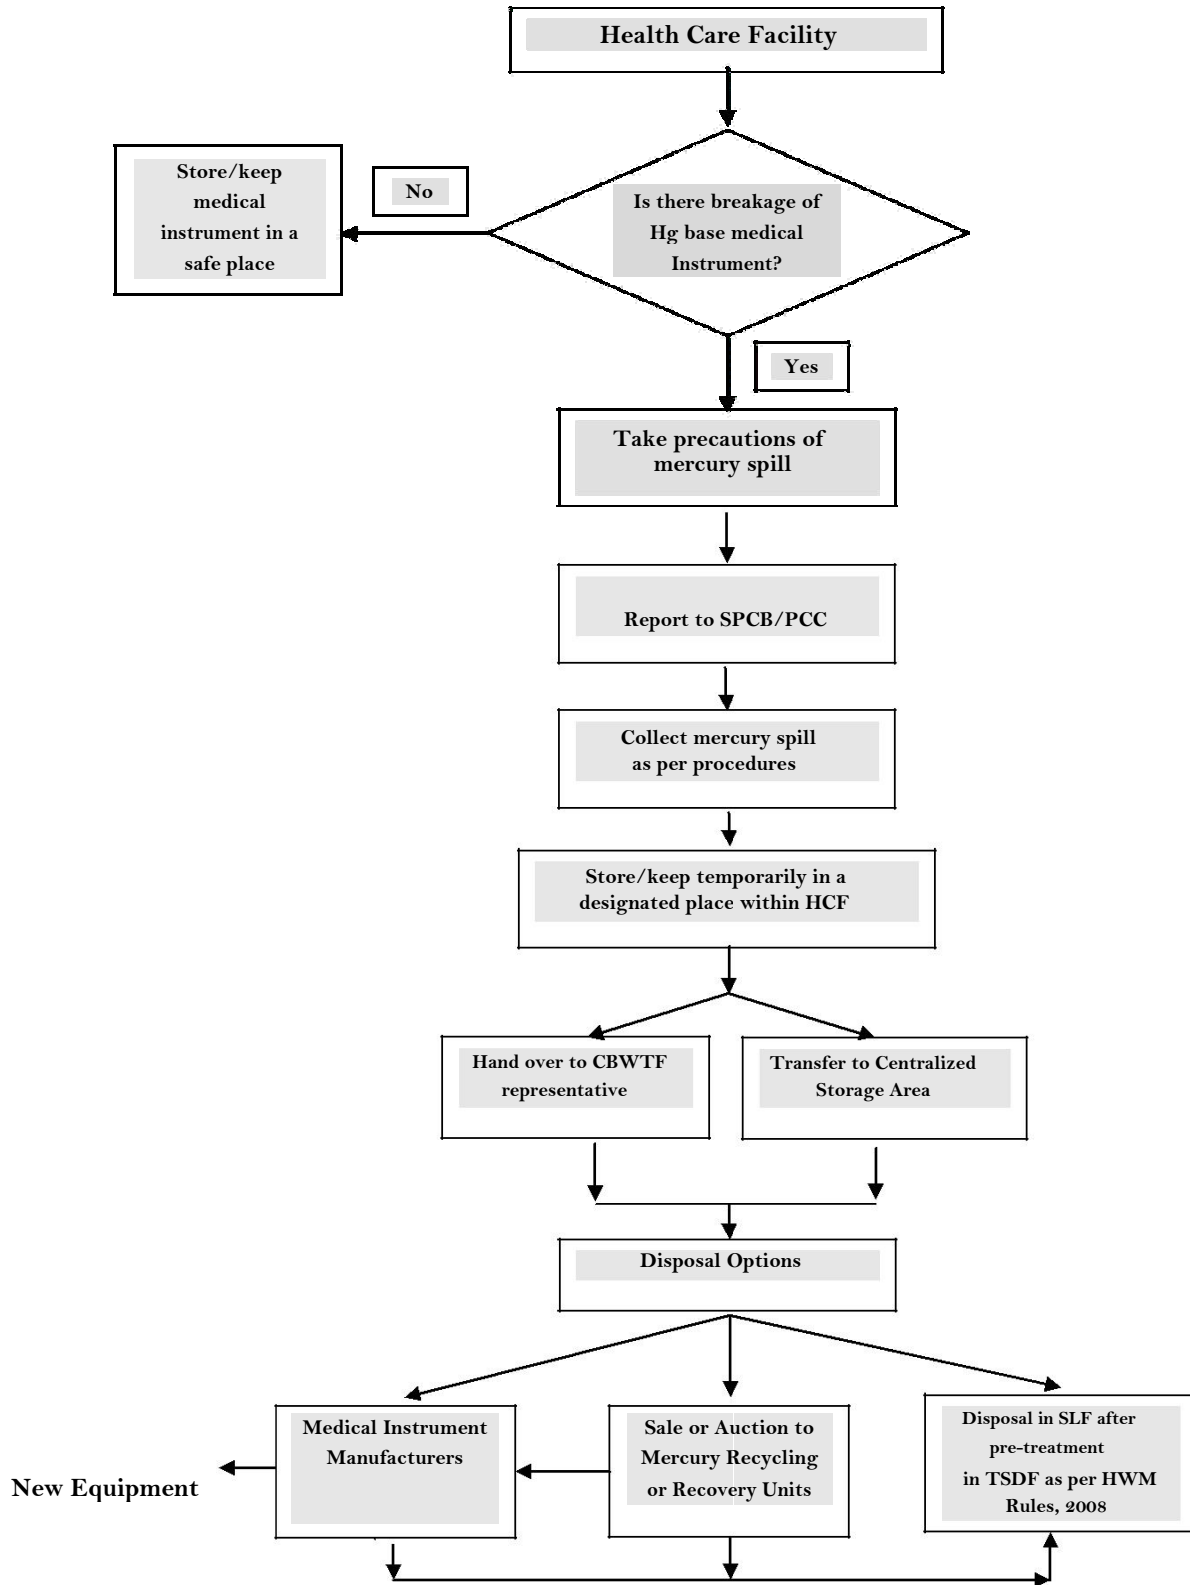 Health Care Facility
Store/keep
medical
instrument in a
safe place
No
Is there breakage of
Hg base medical
Instrument?
Yes
Take precautions of
mercury spill
Report to SPCB/PCC
Collect mercury spill
as per procedures
Store/keep temporarily in a
designated place within HCF
Hand over to CBWTF
representative
Transfer to Centralized
Storage Area
Disposal Options
Medical Instrument
Manufacturers
Sale or Auction to
Mercury Recycling
or Recovery Units
Disposal in SLF after
pre-treatment
in TSDF as per HWM
Rules, 2008
New Equipment